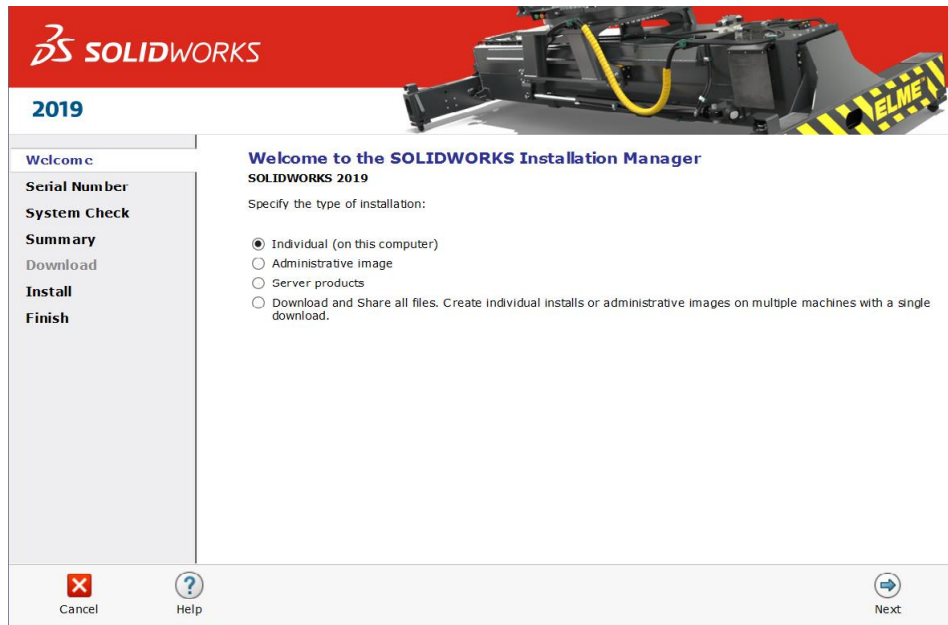 SOLIDWORKS
2019
ELME
Welcome
Serial Number
System Check
Summary
Download
Install
Finish
Welcome to the SOLIDWORKS Installation Manager
SOLIDWORKS 2019
Specify the type of installation:
Individual (on this computer)
Administrative image
Server products
Download and Share all files. Create individual installs or administrative images on multiple machines with a single
download.
Cancel
Help
Next